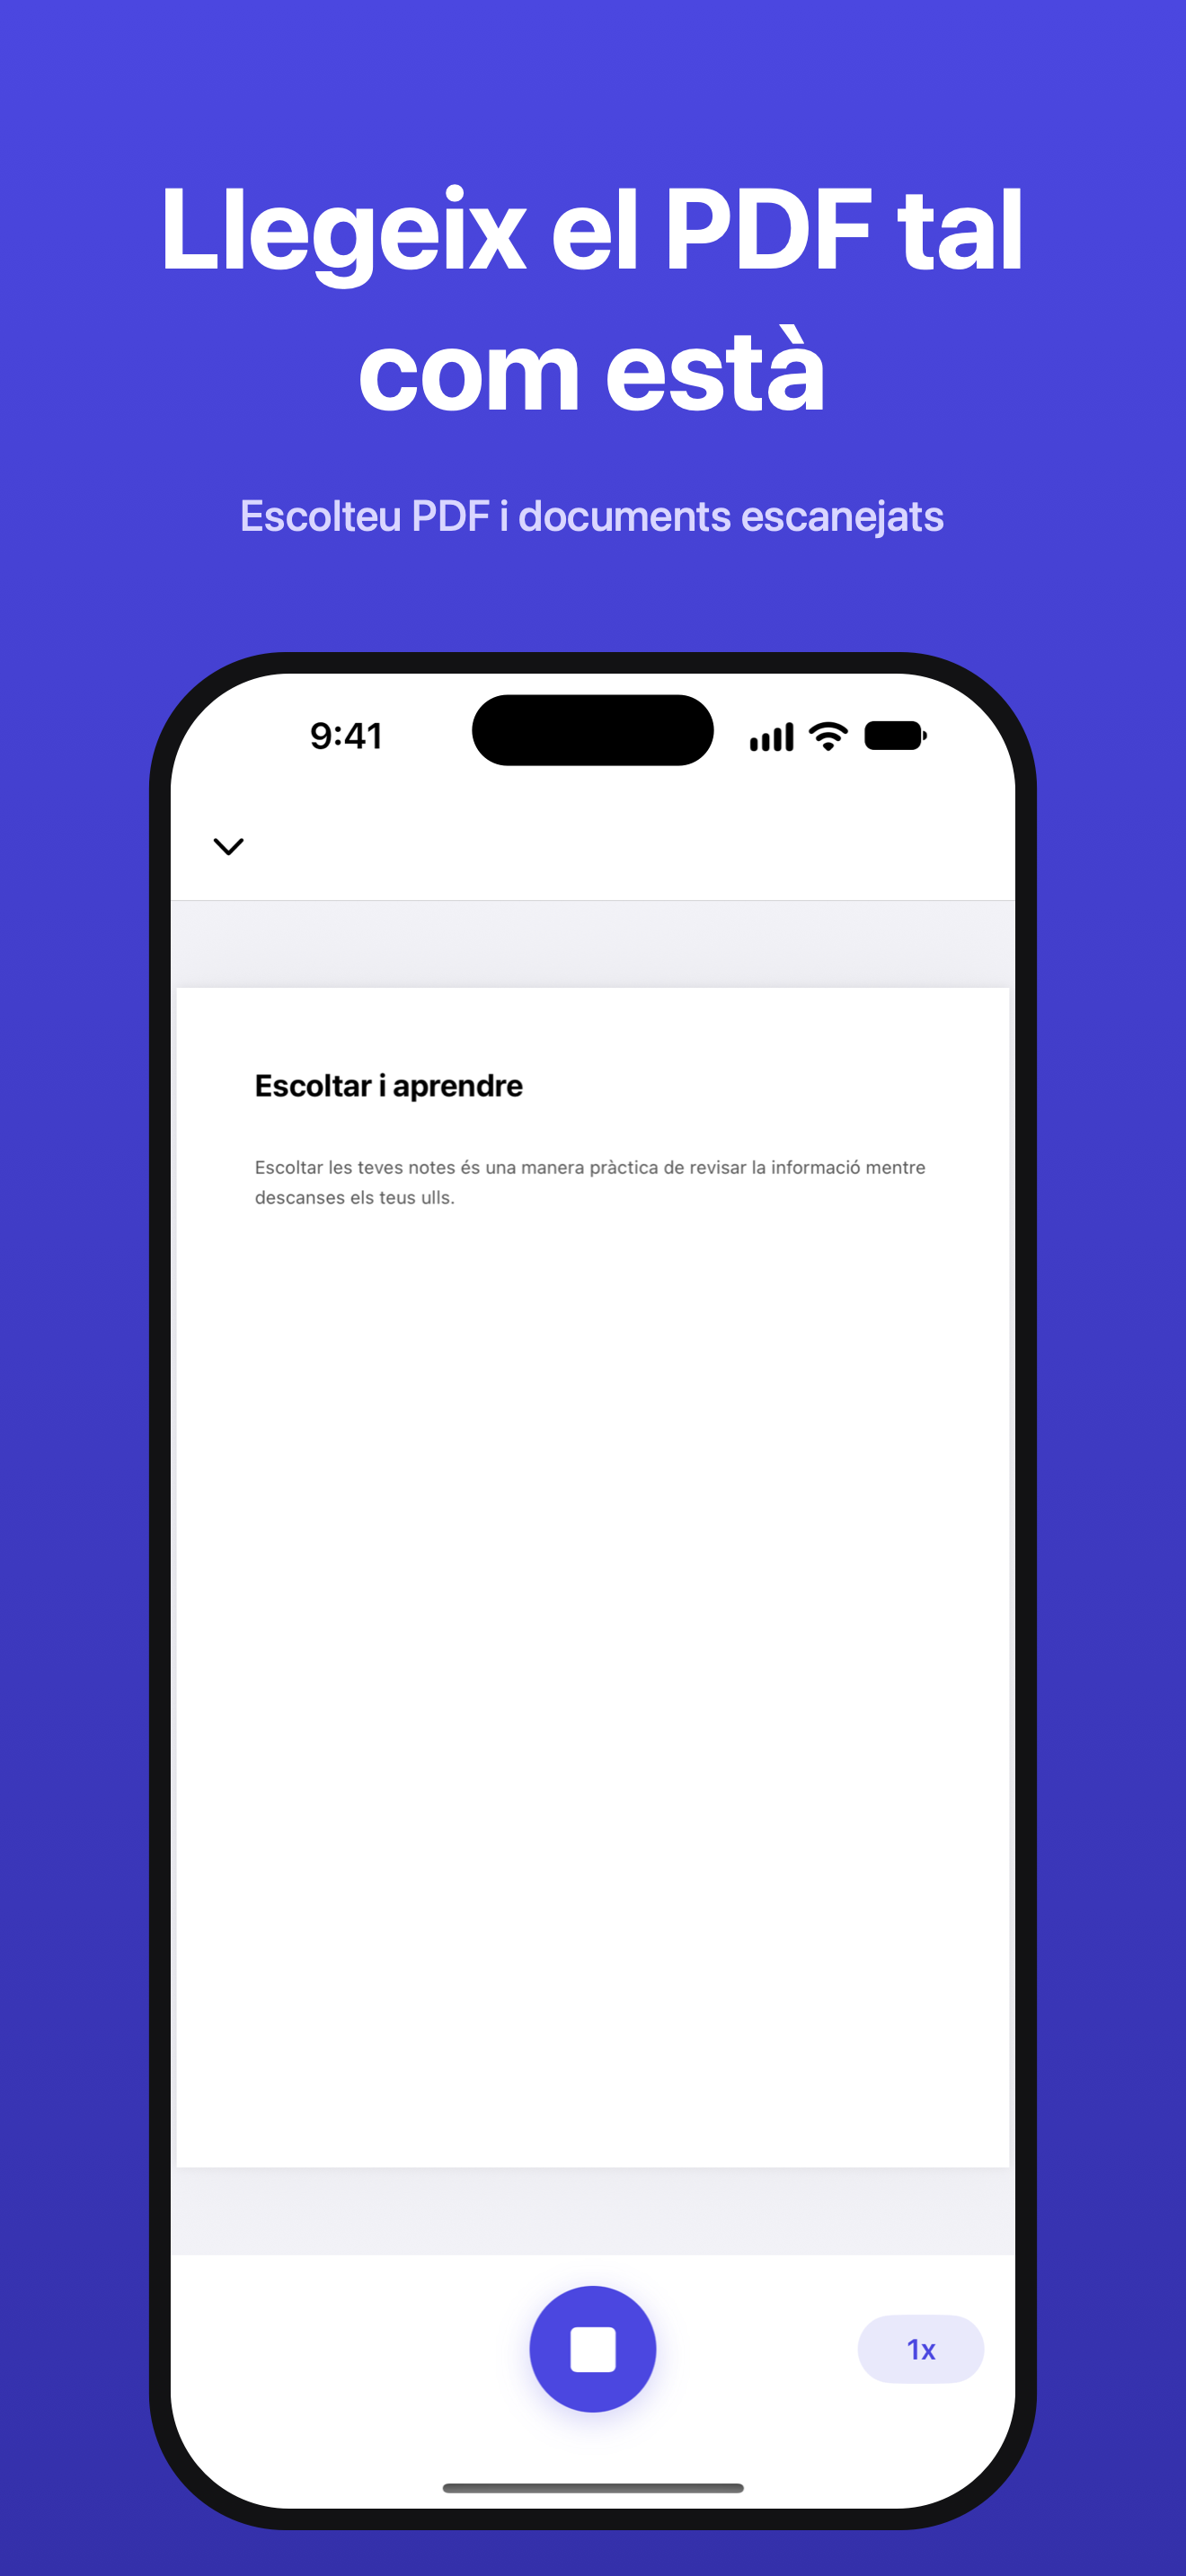 Llegeix el PDF tal
com està
Escolteu PDF i documents escanejats
9:41
Escoltar i aprendre
Escoltar les teves notes és una manera pràctica de revisar la informació mentre
descanses els teus ulls.
1x